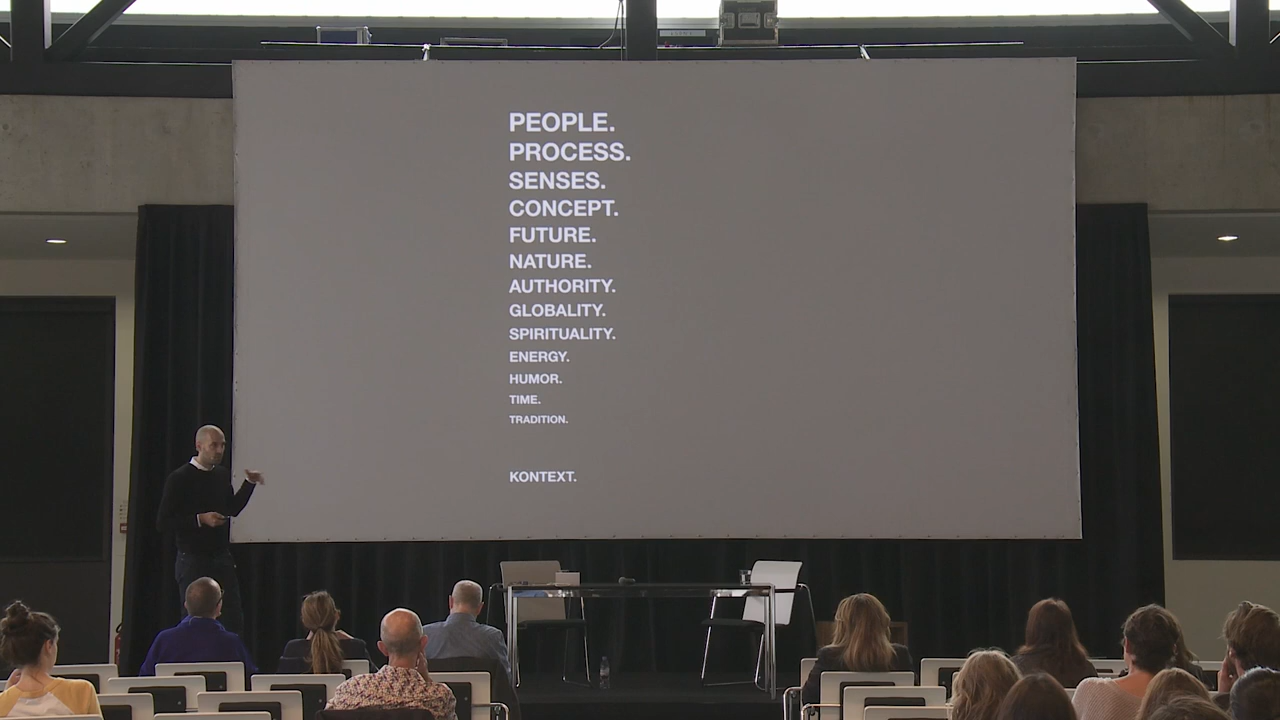 PEOPLE.
PROCESS.
SENSES.
CONCEPT.
FUTURE.
NATURE.
AUTHORITY.
GLOBALITY.
SPIRITUALITY.
ENERGY.
HUMOR.
TIME.
TRADITION.
KONTEXT.